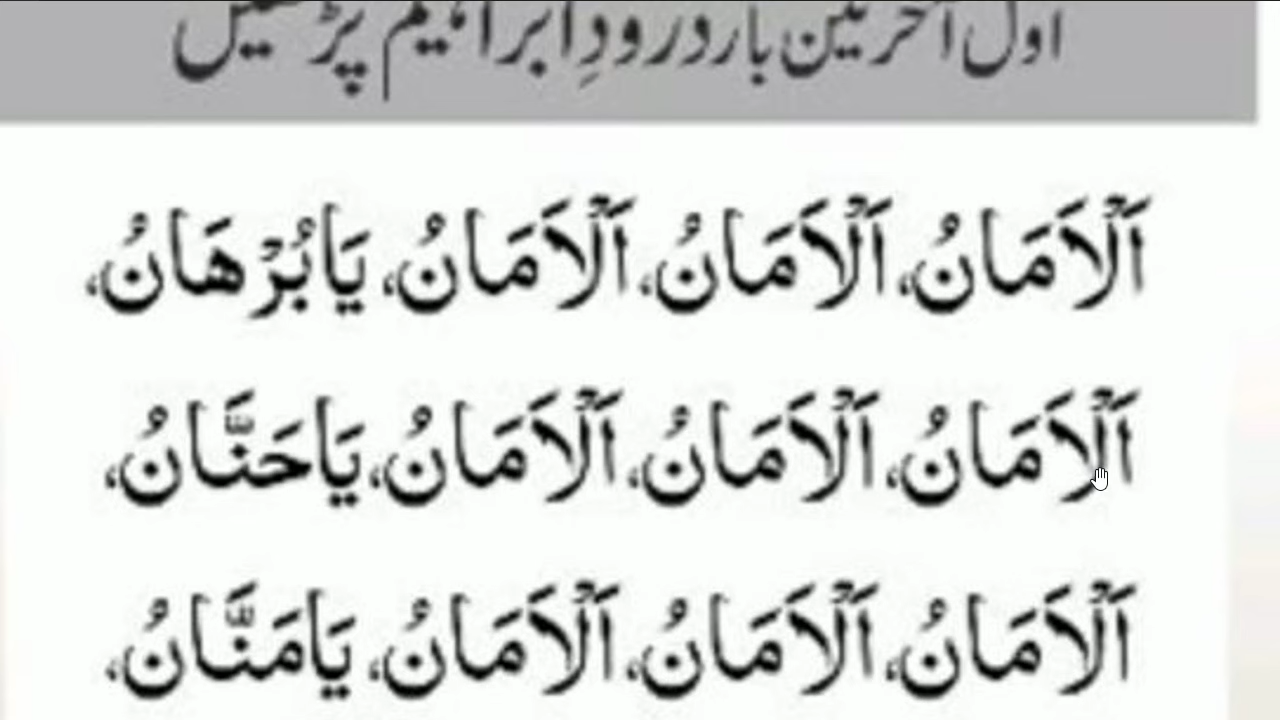 اول آخر تین بار درودِ ابراہیم پڑھیں
اَلْاَمَانُ، اَلْاَمَانُ، اَلْاَمَانُ، یَابُرْھَانُ،
اَلْاَمَانُ، اَلْاَمَانُ، اَلْاَمَانُ، یَاحَنَّانُ،
اَلْاَمَانُ، اَلْاَمَانُ، اَلْاَمَانُ، یَامَنَّانُ،